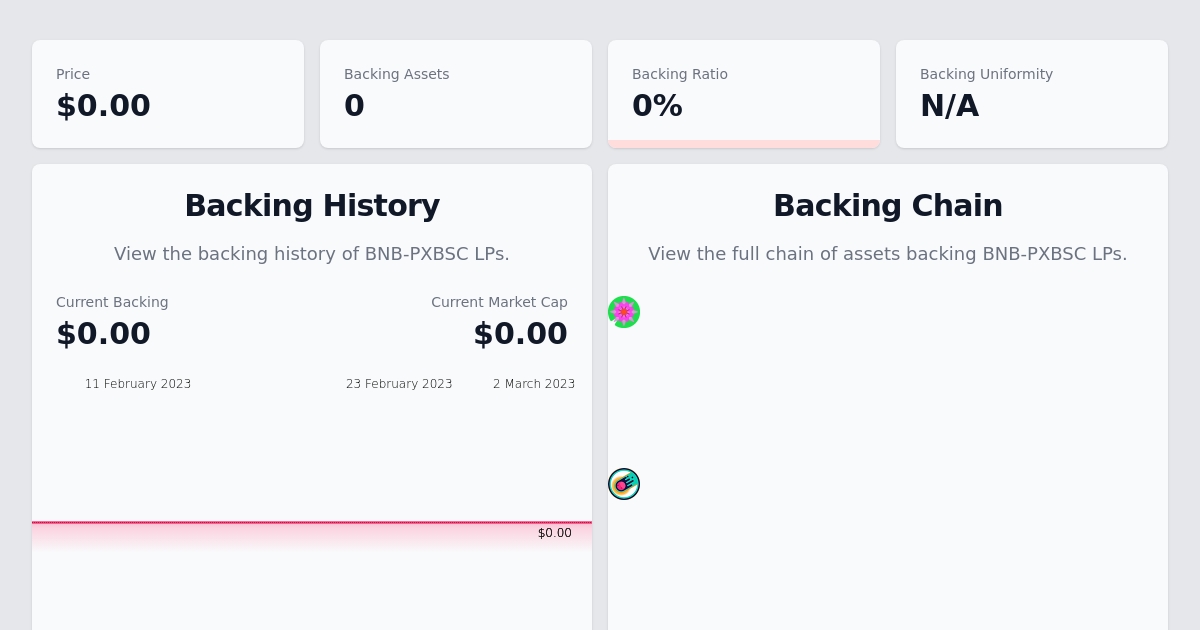 Price
$0.00
Backing Assets
0
Backing Ratio
0%
Backing Uniformity
N/A
Backing History
View the backing history of BNB-PXBSC LPs.
Current Backing
$0.00
Current Market Cap
$0.00
11 February 2023
23 February 2023
2 March 2023
$0.00
Backing Chain
View the full chain of assets backing BNB-PXBSC LPs.